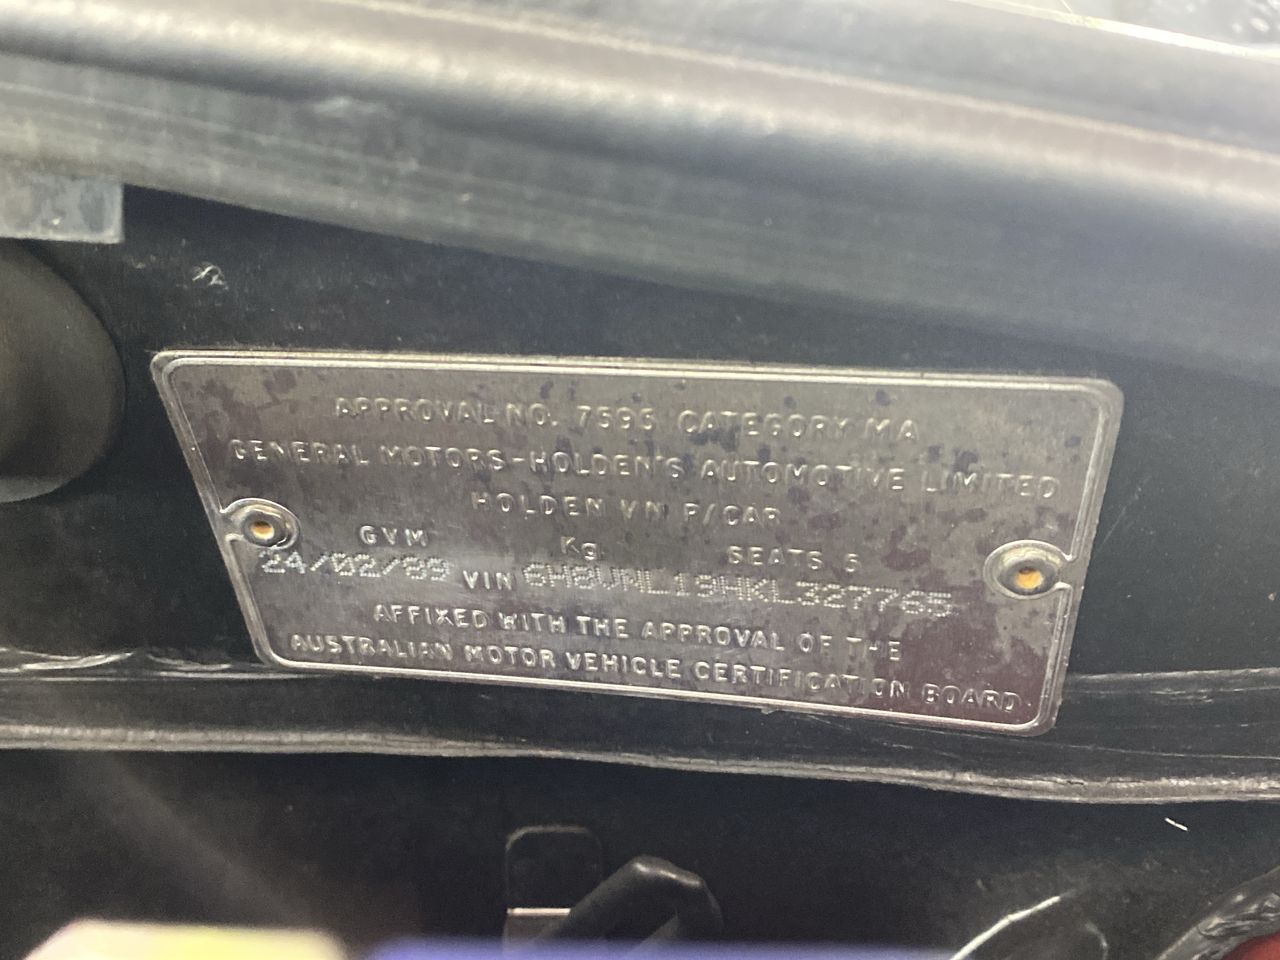 APPROVAL NO. 7595 CATEGORY MA
GENERAL MOTORS-HOLDEN'S AUTOMOTIVE LIMITED
HOLDEN VN P/CAR
GVM Kg SEATS 5
24/02/89 VIN 6H8VNL19HKL327765
AFFIXED WITH THE APPROVAL OF THE
AUSTRALIAN MOTOR VEHICLE CERTIFICATION BOARD